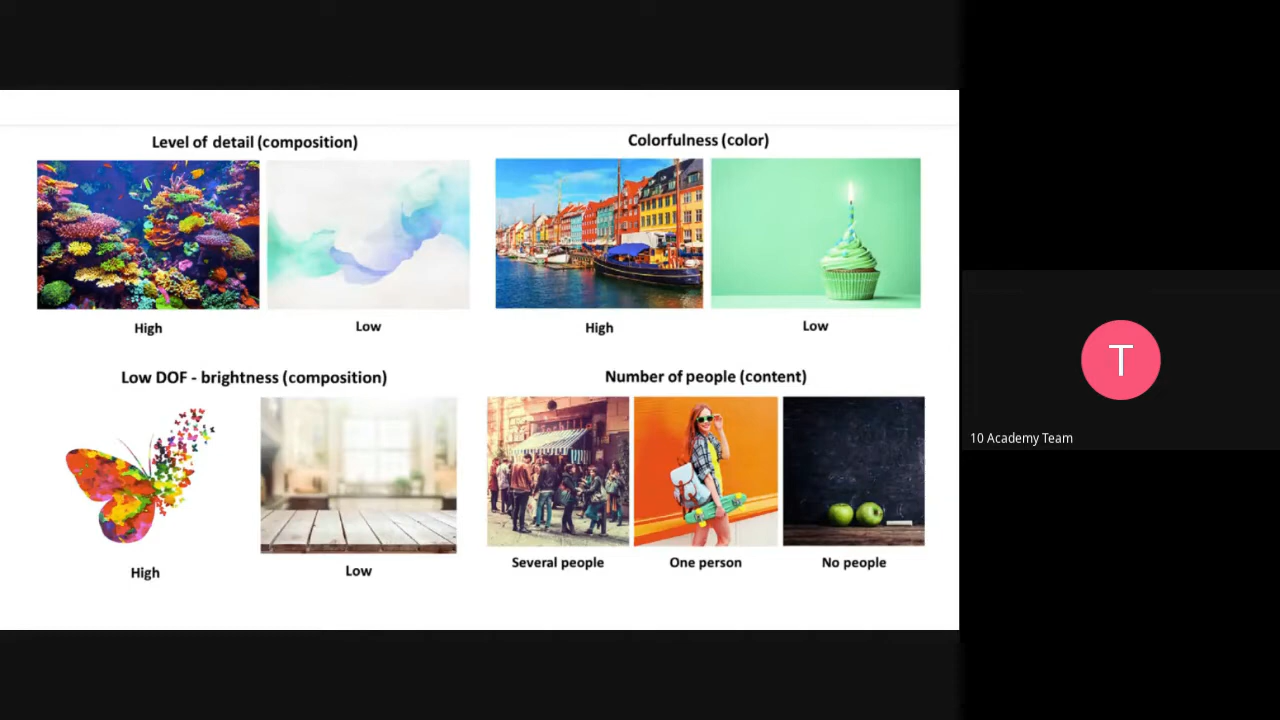 Level of detail (composition)
High
Low
Colorfulness (color)
High
Low
Low DOF - brightness (composition)
High
Low
Number of people (content)
Several people
One person
No people
T
10 Academy Team